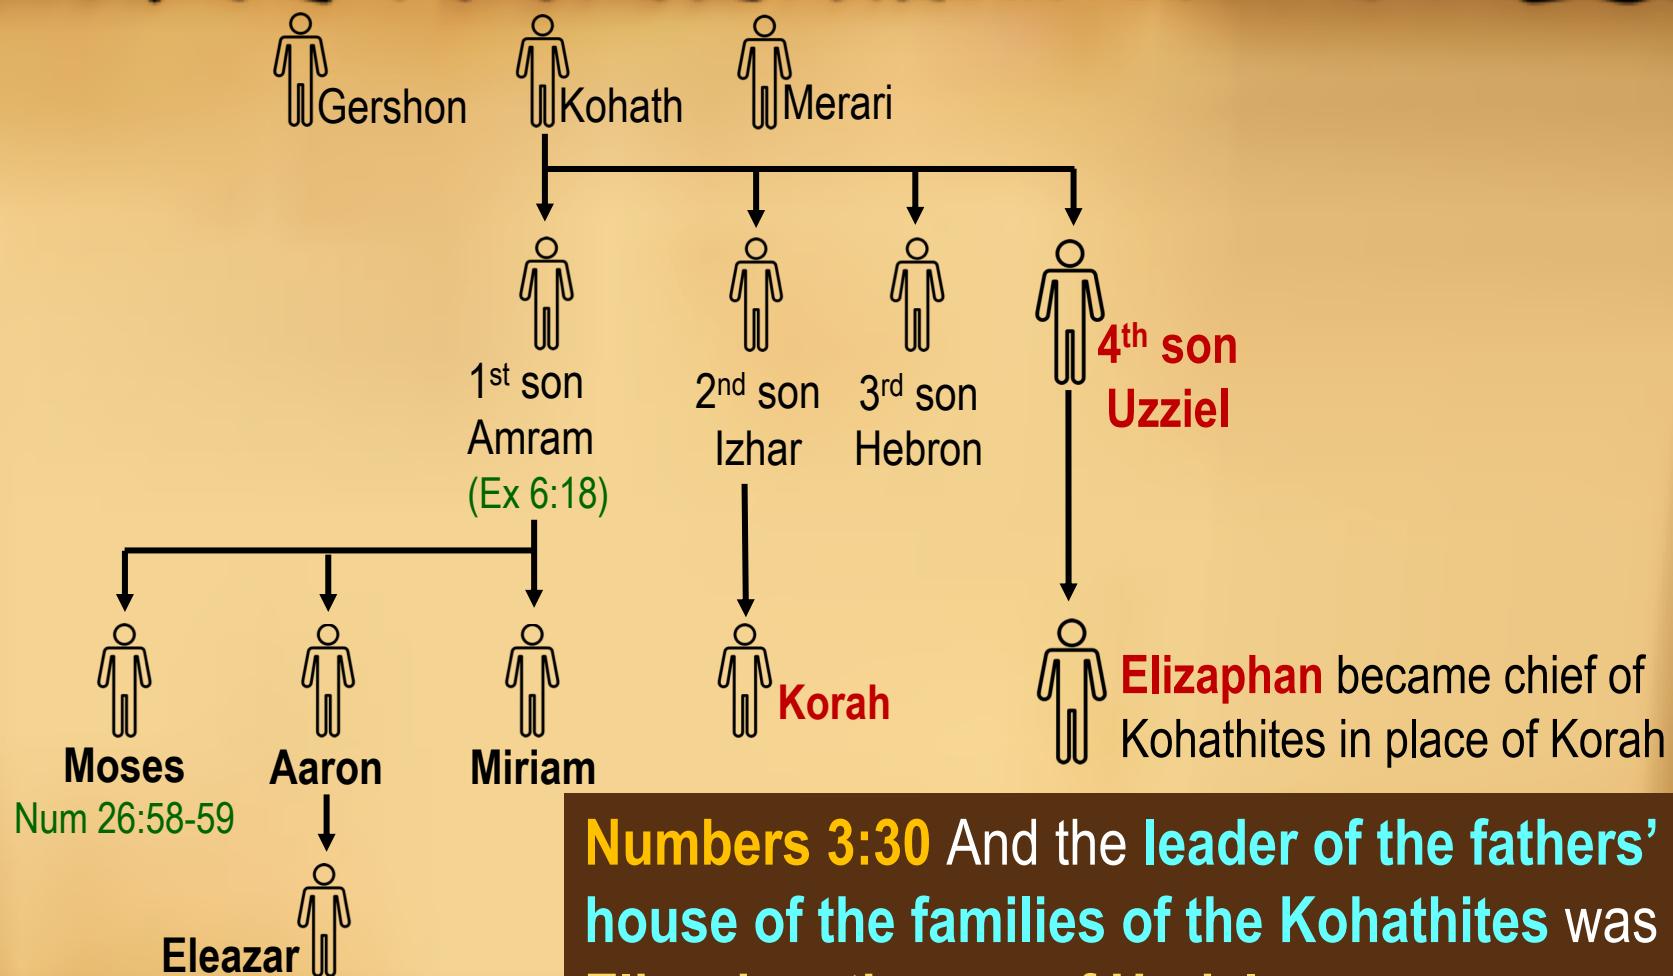 Gershon
Kohath
Merari
1st son
Amram
(Ex 6:18)
2nd son
Izhar
3rd son
Hebron
4th son
Uzziel
Moses
Num 26:58-59
Aaron
Miriam
Korah
Elizaphan became chief of
Kohathites in place of Korah
Eleazar
Numbers 3:30 And the leader of the fathers’
house of the families of the Kohathites was